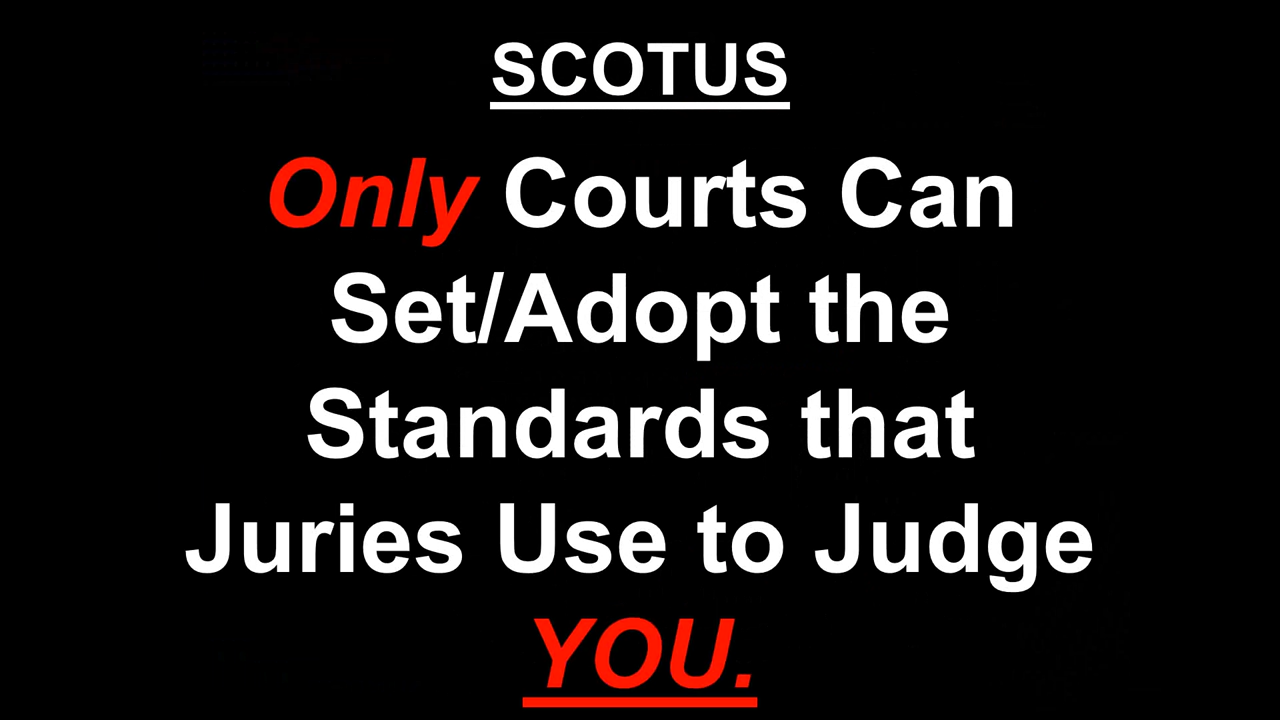 SCOTUS
Only Courts Can
Set/Adopt the
Standards that
Juries Use to Judge
YOU.